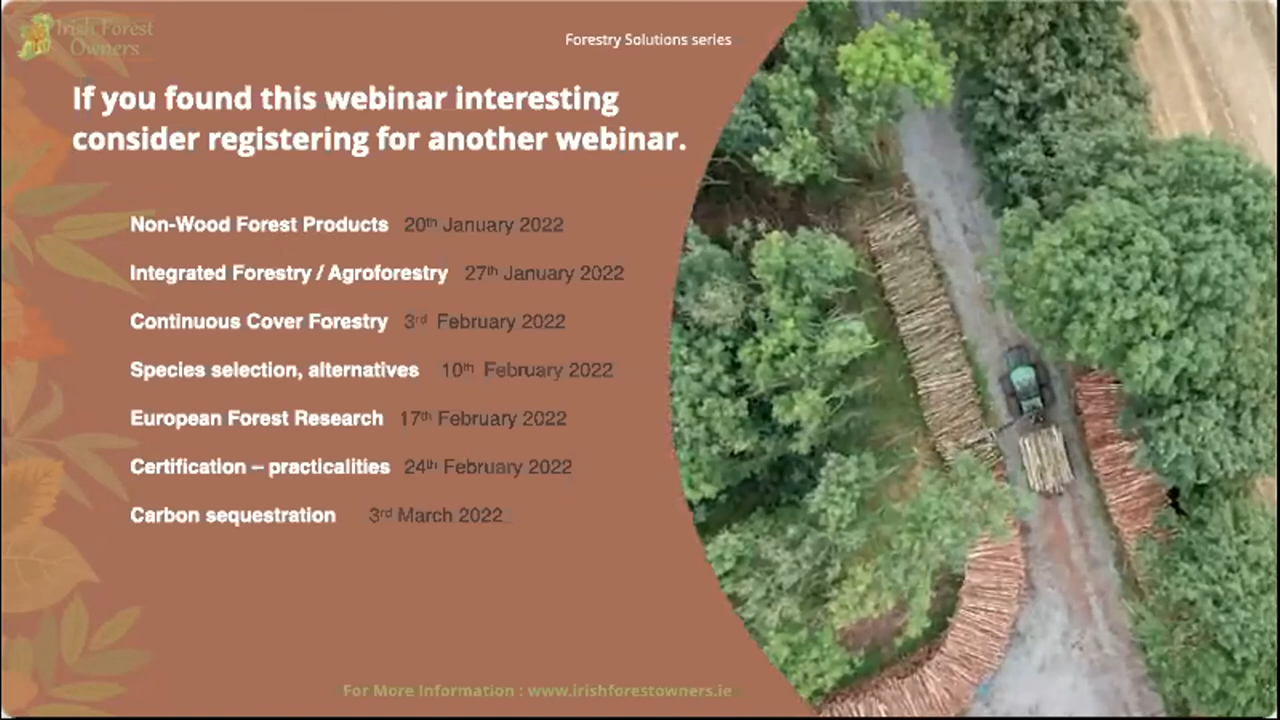 Irish Forest
Owners
Forestry Solutions series
If you found this webinar interesting
consider registering for another webinar.
Non-Wood Forest Products 20th January 2022
Integrated Forestry / Agroforestry 27th January 2022
Continuous Cover Forestry 3rd February 2022
Species selection, alternatives 10th February 2022
European Forest Research 17th February 2022
Certification – practicalities 24th February 2022
Carbon sequestration 3rd March 2022
For More Information : www.irishforestowners.ie